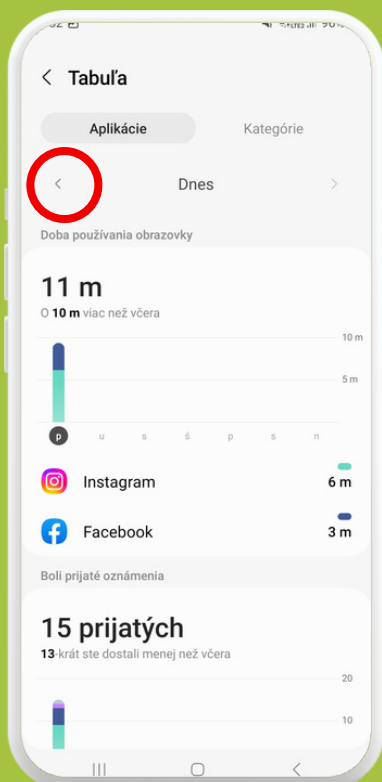 Tabuľa
Aplikácie Kategórie
Dnes
Doba používania obrazovky
11 m
O 10 m viac než včera
10 m
5 m
p u s š p s n
Instagram 6 m
Facebook 3 m
Boli prijaté oznámenia
15 prijatých
13-krát ste dostali menej než včera
20
10